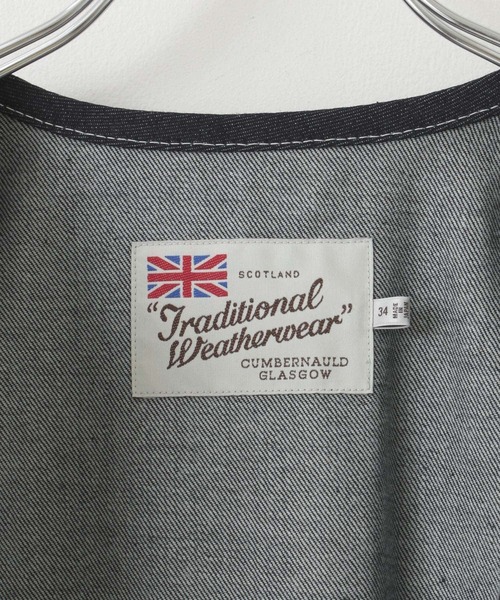 SCOTLAND
"Traditional
Weatherwear"
CUMBERNAULD
GLASGOW
34